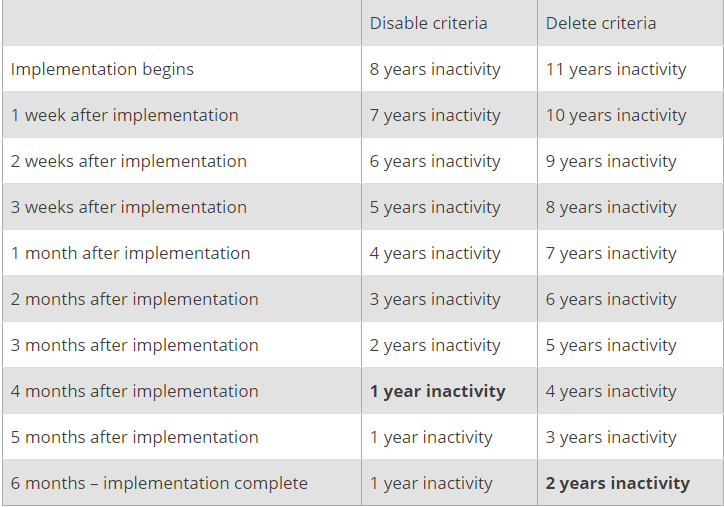 Disable criteria Delete criteria
Implementation begins 8 years inactivity 11 years inactivity
1 week after implementation 7 years inactivity 10 years inactivity
2 weeks after implementation 6 years inactivity 9 years inactivity
3 weeks after implementation 5 years inactivity 8 years inactivity
1 month after implementation 4 years inactivity 7 years inactivity
2 months after implementation 3 years inactivity 6 years inactivity
3 months after implementation 2 years inactivity 5 years inactivity
4 months after implementation 1 year inactivity 4 years inactivity
5 months after implementation 1 year inactivity 3 years inactivity
6 months – implementation complete 1 year inactivity 2 years inactivity